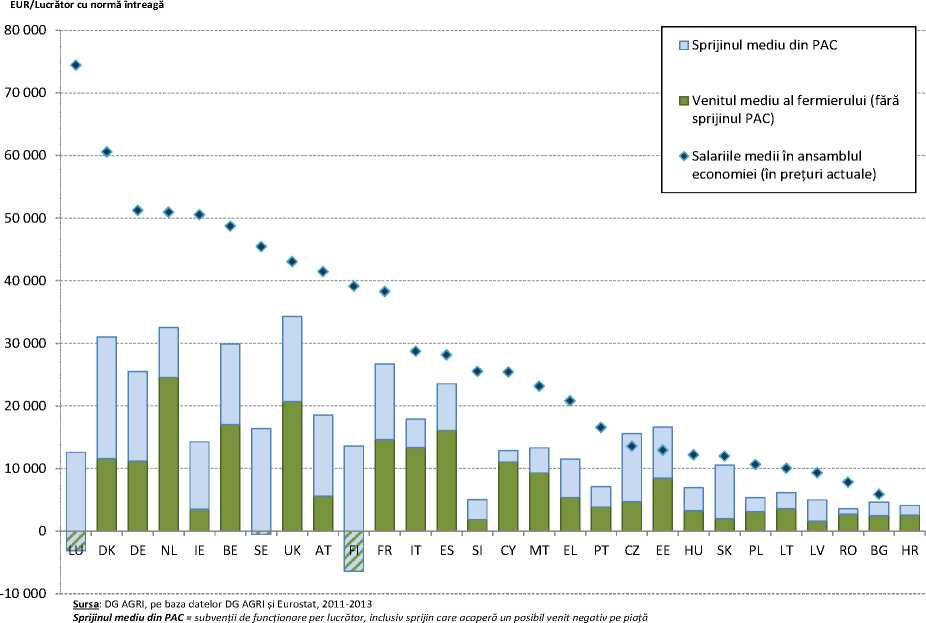 EUR/Lucrător cu normă întreagă
80 000
70 000
60 000
50 000
40 000
30 000
20 000
10 000
0
-10 000
Sprijinul mediu din PAC
Venitul mediu al fermierului (fără
sprijinul PAC)
Salariile medii în ansamblul
economiei (în prețuri actuale)
LU DK DE NL IE BE SE UK AT FI FR IT ES SI CY MT EL PT CZ EE HU SK PL LT LV RO BG HR
Sursa: DG AGRI, pe baza datelor DG AGRI și Eurostat, 2011-2013
Sprijinul mediu din PAC = subvenții de funcționare per lucrător, inclusiv sprijin care acoperă un posibil venit negativ pe piață